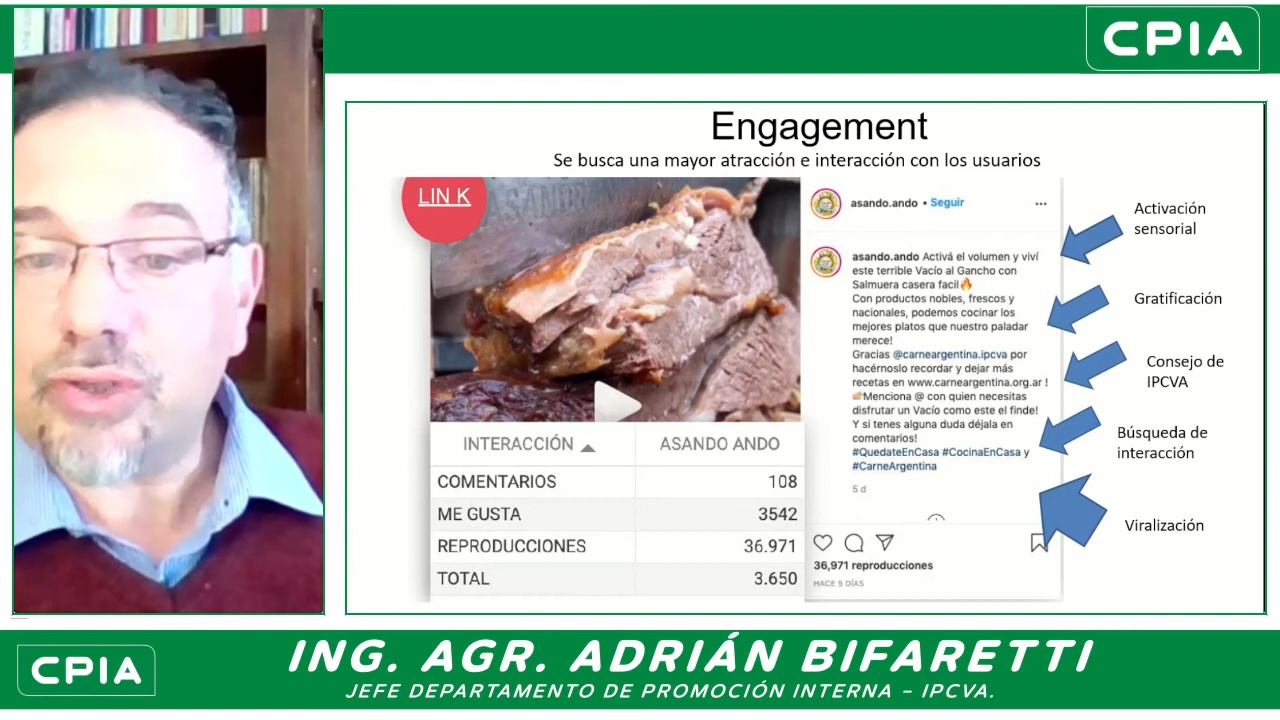 CPIA
Engagement
Se busca una mayor atracción e interacción con los usuarios
LIN K
asando.ando • Seguir
asando.ando Activá el volumen y viví
este terrible Vacío al Gancho con
Salmuera casera facil🔥
Con productos nobles, frescos y
nacionales, podemos cocinar los
mejores platos que nuestro paladar
merece!
Gracias @carneargentina.ipcva por
hacérnoslo recordar y dejar más
recetas en www.carneargentina.org.ar !
Menciona @ con quien necesitas
disfrutar un Vacío como este el finde!
Y si tenes alguna duda déjala en
comentarios!
#QuedateEnCasa #CocinaEnCasa y
#CarneArgentina
5 d
36,971 reproducciones
HACE 5 DÍAS
INTERACCIÓN ASANDO ANDO
COMENTARIOS 108
ME GUSTA 3542
REPRODUCCIONES 36.971
TOTAL 3.650
Activación
sensorial
Gratificación
Consejo de
IPCVA
Búsqueda de
interacción
Viralización
CPIA
ING. AGR. ADRIÁN BIFARETTI
JEFE DEPARTAMENTO DE PROMOCIÓN INTERNA – IPCVA.